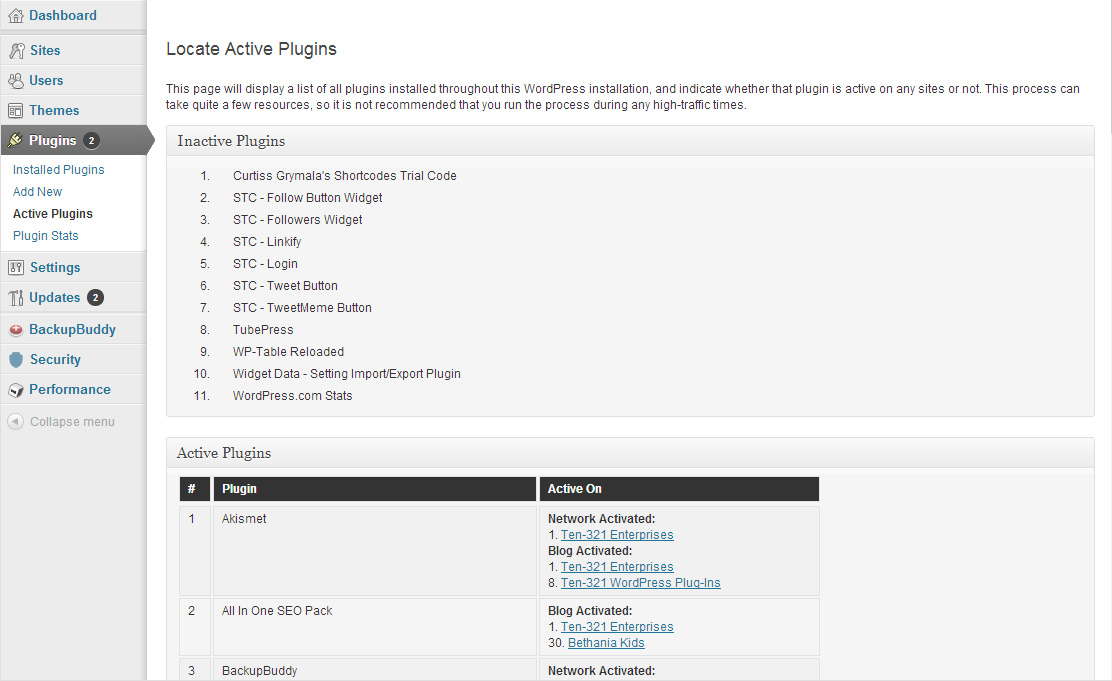 Dashboard
Sites
Users
Themes
Plugins 2
Installed Plugins
Add New
Active Plugins
Plugin Stats
Settings
Updates 2
BackupBuddy
Security
Performance
Collapse menu
Locate Active Plugins
This page will display a list of all plugins installed throughout this WordPress installation, and indicate whether that plugin is active on any sites or not. This process can
take quite a few resources, so it is not recommended that you run the process during any high-traffic times.
Inactive Plugins
1. Curtiss Grymala's Shortcodes Trial Code
2. STC - Follow Button Widget
3. STC - Followers Widget
4. STC - Linkify
5. STC - Login
6. STC - Tweet Button
7. STC - TweetMeme Button
8. TubePress
9. WP-Table Reloaded
10. Widget Data - Setting Import/Export Plugin
11. WordPress.com Stats
Active Plugins
# Plugin Active On
1 Akismet Network Activated:
1. Ten-321 Enterprises
Blog Activated:
1. Ten-321 Enterprises
8. Ten-321 WordPress Plug-Ins
2 All In One SEO Pack Blog Activated:
1. Ten-321 Enterprises
30. Bethania Kids
3 BackupBuddy Network Activated: